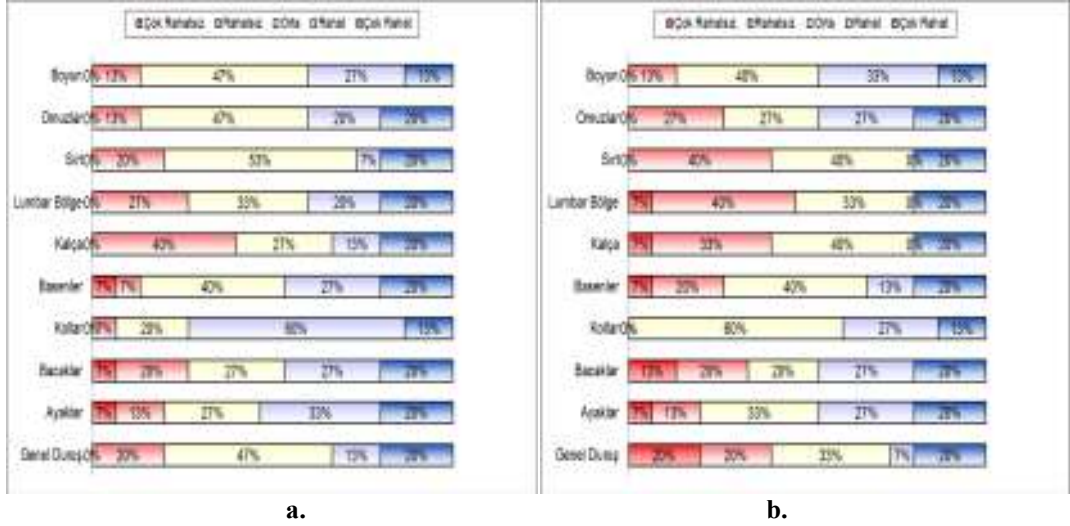 Çok Rahatsız Rahatsız Orta Rahat Çok Rahat
Boyun 0% 13% 47% 27% 13%
Omuzlar 0% 13% 47% 20% 20%
Sırt 0% 20% 53% 7% 20%
Lumbar Bölge 0% 27% 33% 20% 20%
Kalça 0% 40% 27% 13% 20%
Basenler 7% 7% 40% 27% 20%
Kollar 0% 20% 60% 13%
Bacaklar 7% 20% 27% 27% 20%
Ayaklar 7% 13% 27% 33% 20%
Genel Duruş 0% 20% 47% 13% 20%
a.
Çok Rahatsız Rahatsız Orta Rahat Çok Rahat
Boyun 0% 13% 40% 33% 13%
Omuzlar 0% 27% 27% 27% 20%
Sırt 0% 40% 40% 0% 20%
Lumbar Bölge 7% 40% 33% 0% 20%
Kalça 7% 33% 40% 0% 20%
Basenler 7% 20% 40% 13% 20%
Kollar 0% 60% 27% 13%
Bacaklar 13% 20% 20% 27% 20%
Ayaklar 7% 13% 33% 27% 20%
Genel Duruş 20% 20% 33% 7% 20%
b.